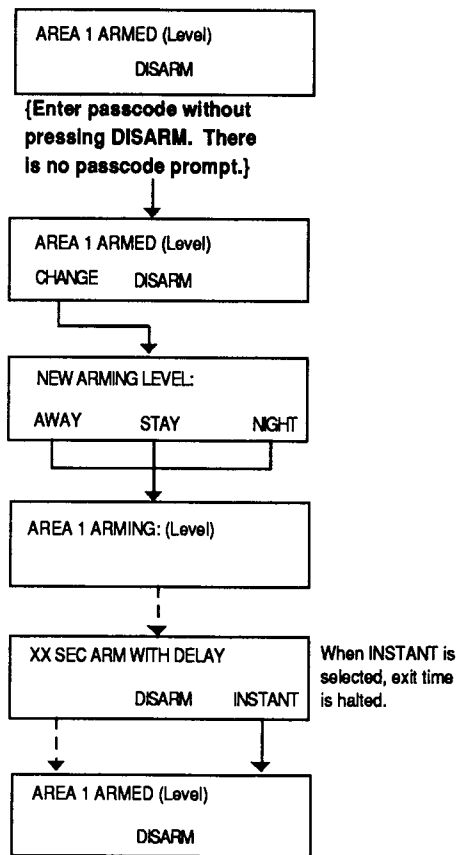 AREA 1 ARMED (Level)
DISARM
{Enter passcode without
pressing DISARM. There
is no passcode prompt.}
AREA 1 ARMED (Level)
CHANGE DISARM
NEW ARMING LEVEL:
AWAY STAY NIGHT
AREA 1 ARMING: (Level)
XX SEC ARM WITH DELAY
DISARM INSTANT
When INSTANT is
selected, exit time
is halted.
AREA 1 ARMED (Level)
DISARM